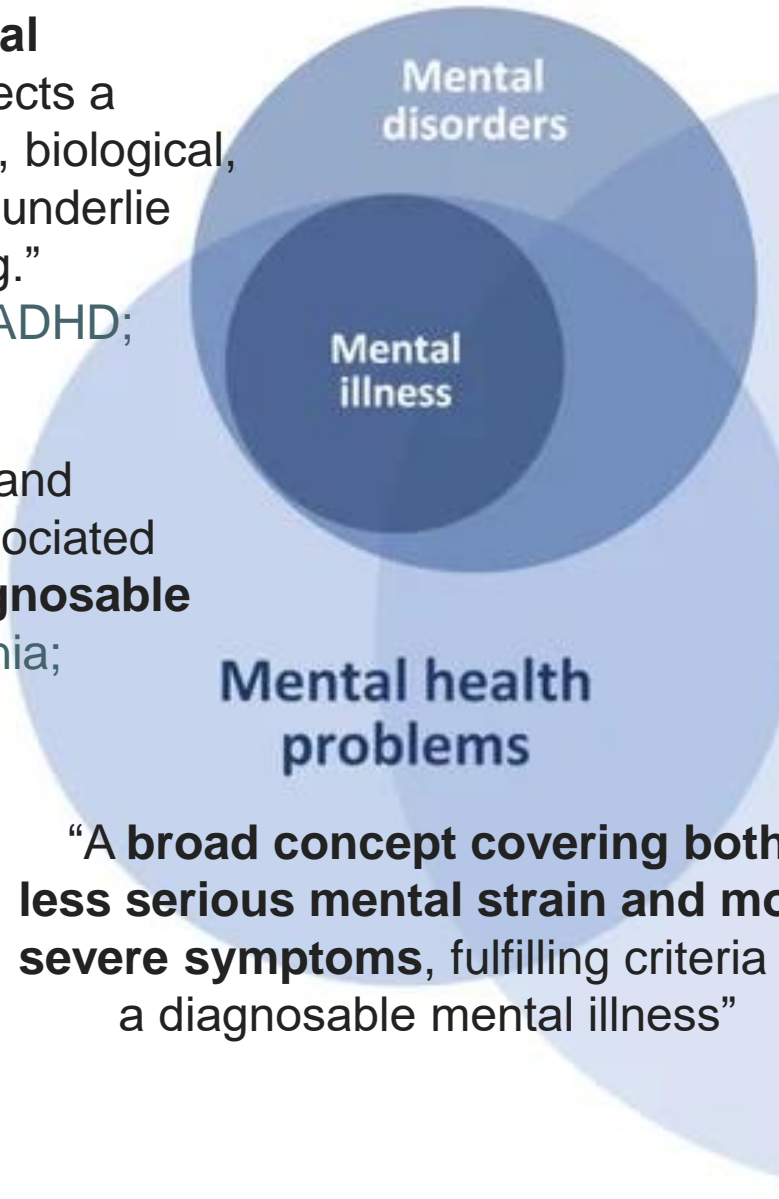 al
ects a
, biological,
underlie
g.”
ADHD;
and
ociated
gnosable
nia;
Mental
disorders
Mental
illness
Mental health
problems
“A broad concept covering both
less serious mental strain and mo
severe symptoms, fulfilling criteria
a diagnosable mental illness”